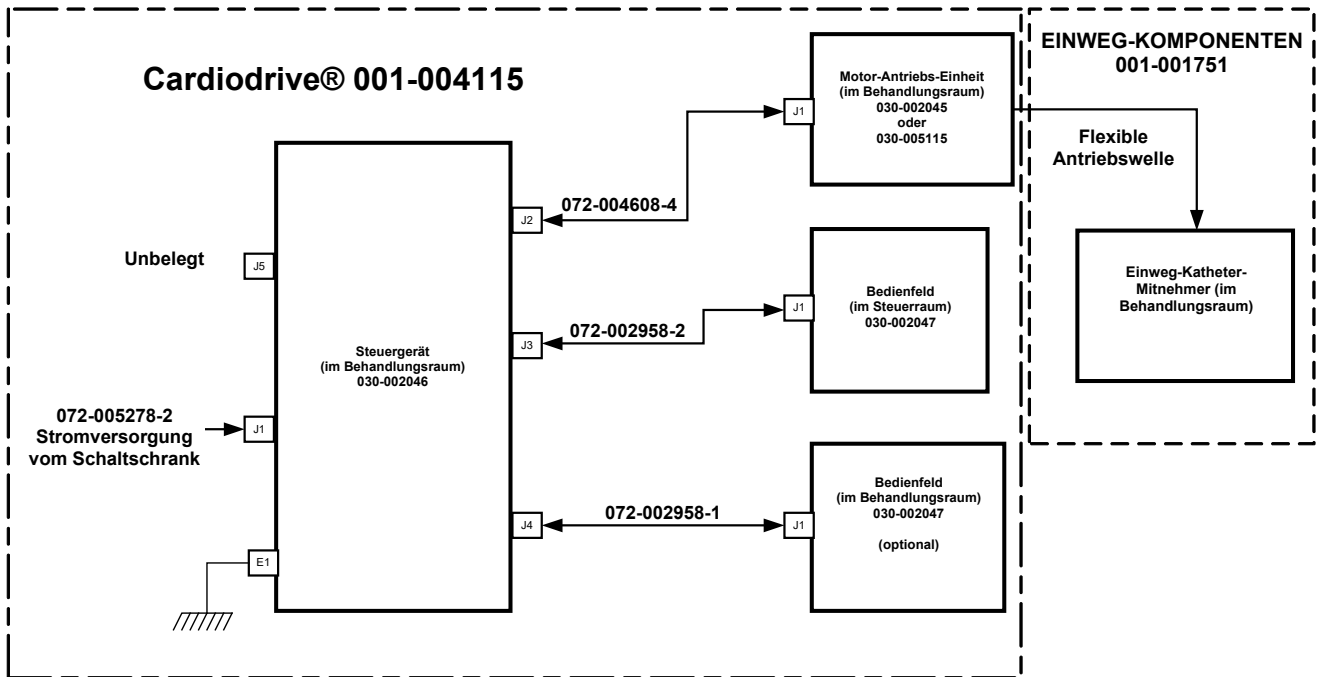 Cardiodrive® 001-004115
EINWEG-KOMPONENTEN
001-001751
Motor-Antriebs-Einheit
(im Behandlungsraum)
030-002045
oder
030-005115
J1
Flexible
Antriebswelle
072-004608-4
J2
Unbelegt
J5
Bedienfeld
(im Steuerraum)
030-002047
J1
Einweg-Katheter-
Mitnehmer (im
Behandlungsraum)
072-002958-2
J3
Steuergerät
(im Behandlungsraum)
030-002046
072-005278-2
Stromversorgung
vom Schaltschrank
J1
Bedienfeld
(im Behandlungsraum)
030-002047
(optional)
072-002958-1
J4
J1
E1